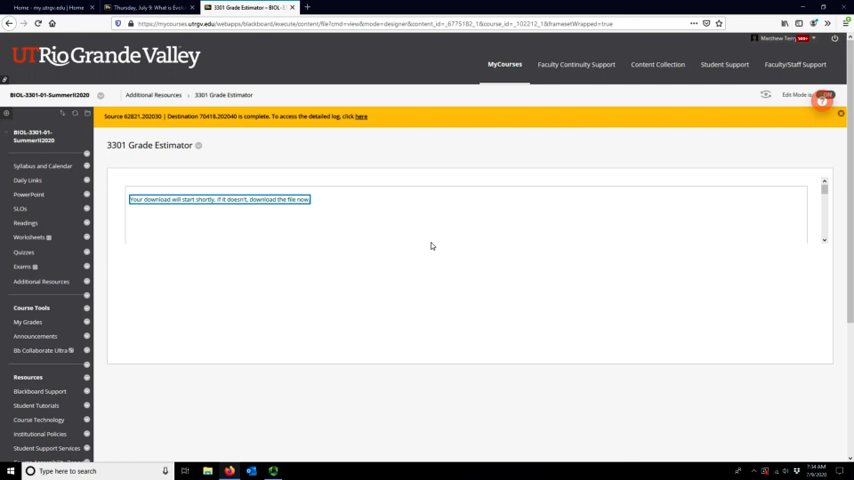 Home - my.utrgv.edu | Home
Thursday, July 9: What is Evolu
3301 Grade Estimator – BIOL-3
https://mycourses.utrgv.edu/webapps/blackboard/execute/content/file?cmd=view&mode=designer&content_id=_6775182_1&course_id=_102212_1&framesetWrapped=true
UTRio Grande Valley
Matthew Terry
MyCourses
Faculty Continuity Support
Content Collection
Student Support
Faculty/Staff Support
BIOL-3301-01-SummerII2020
Additional Resources
3301 Grade Estimator
Edit Mode is:
Source 62821.202030 | Destination 70418.202040 is complete. To access the detailed log, click here
BIOL-3301-01-
SummerII2020
Syllabus and Calendar
Daily Links
PowerPoint
SLOs
Readings
Worksheets
Quizzes
Exams
Additional Resources
Course Tools
My Grades
Announcements
Bb Collaborate Ultra
Resources
Blackboard Support
Student Tutorials
Course Technology
Institutional Policies
Student Support Services
3301 Grade Estimator
Your download will start shortly, if it doesn't, download the file now.
Type here to search
7:34 AM
7/9/2020